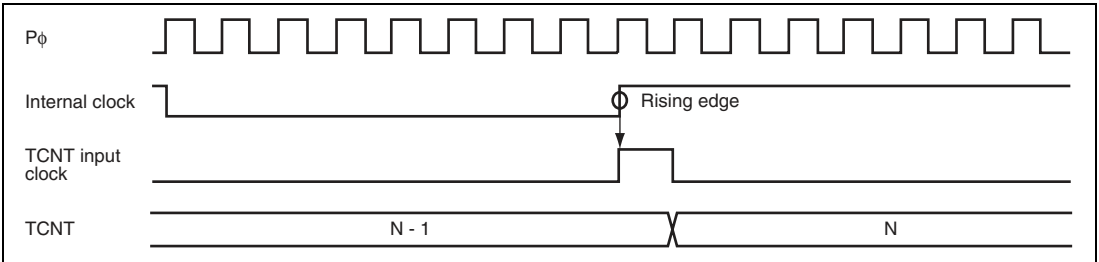 Pϕ
Internal clock
Rising edge
TCNT input
clock
TCNT
N - 1
N